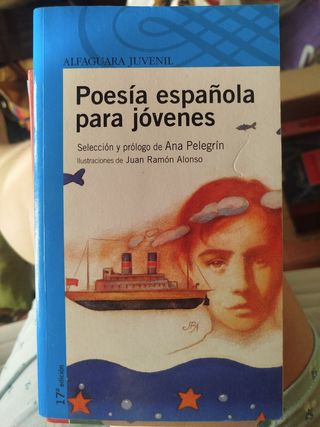 ALFAGUARA JUVENIL
Poesía española
para jóvenes
Selección y prólogo de Ana Pelegrín
Ilustraciones de Juan Ramón Alonso
17ª edición